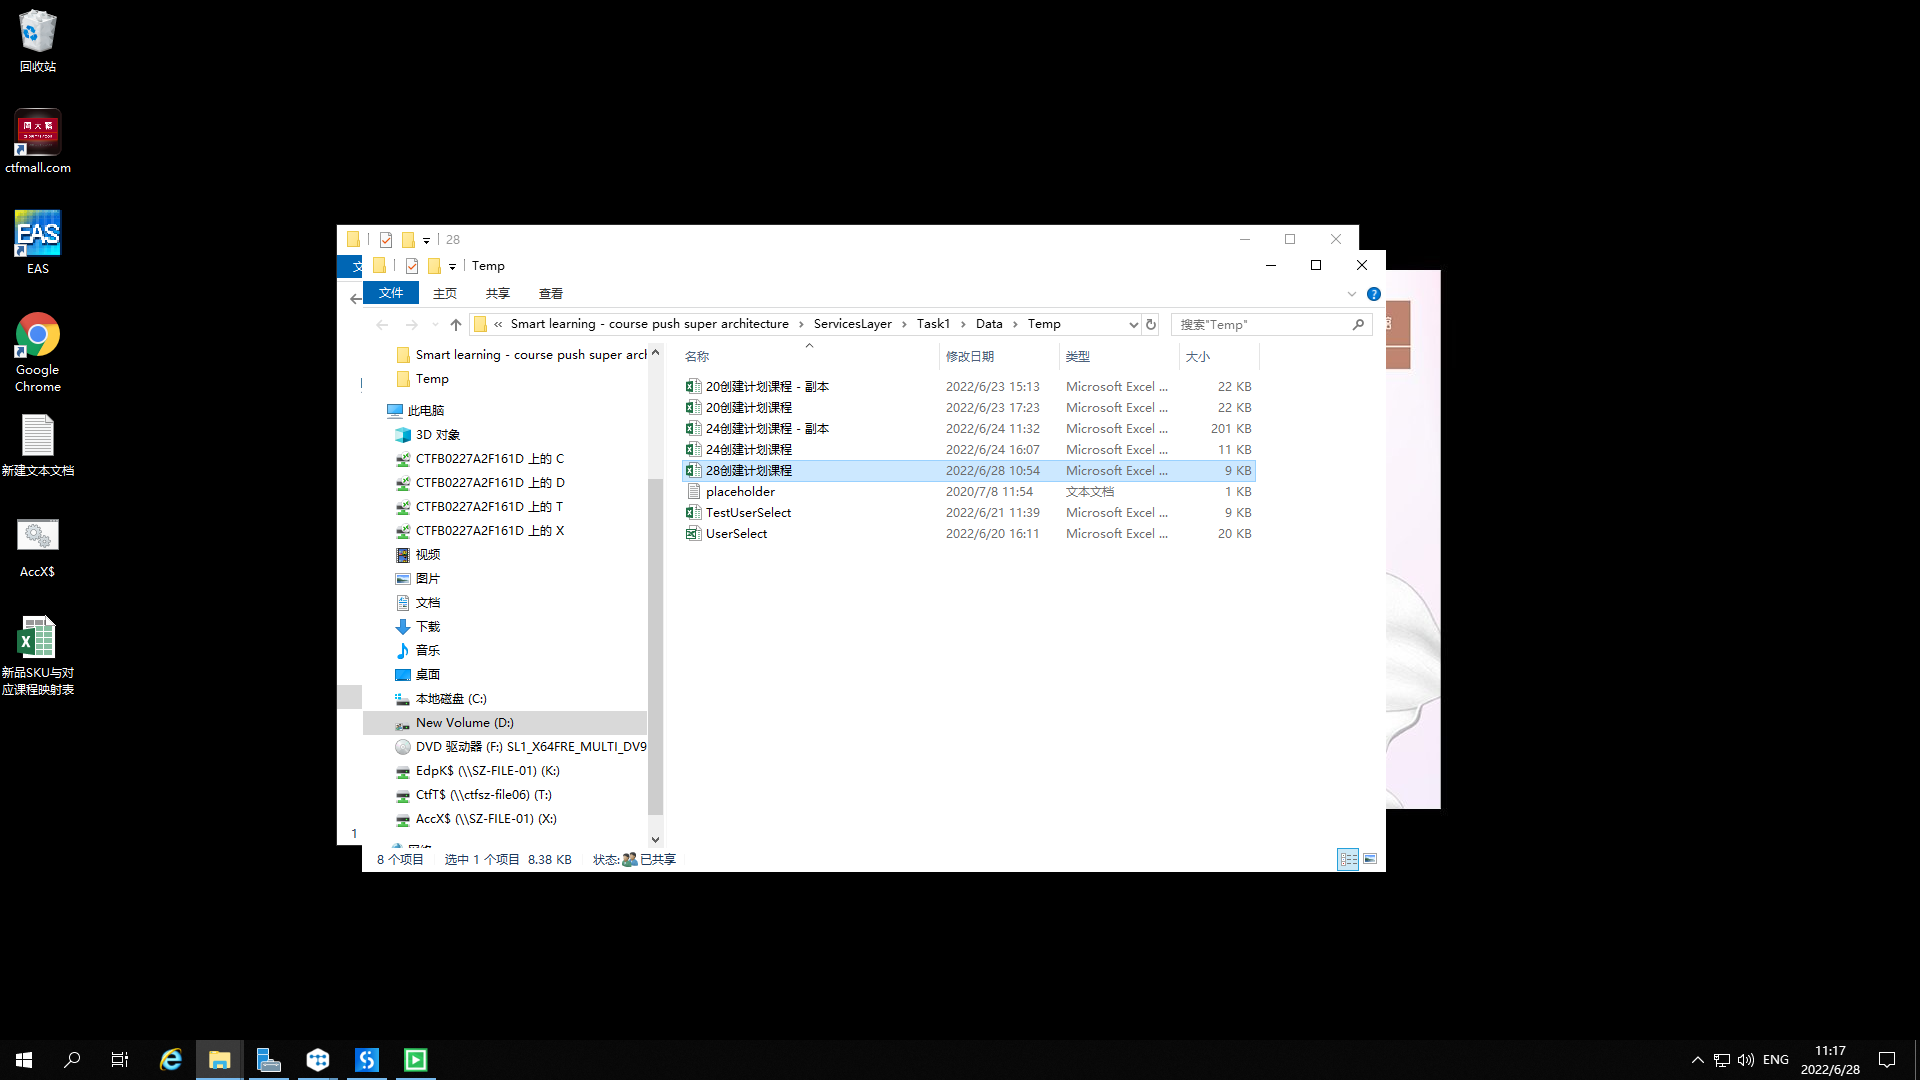 回收站
ctfmall.com
EAS
EAS
Google
Chrome
新建文本文档
AccX$
新品SKU与对
应课程映射表
28
Temp
文件
主页
共享
查看
Smart learning - course push super architecture
ServicesLayer
Task1
Data
Temp
搜索"Temp"
Smart learning - course push super arch
Temp
此电脑
3D 对象
CTFB0227A2F161D 上的 C
CTFB0227A2F161D 上的 D
CTFB0227A2F161D 上的 T
CTFB0227A2F161D 上的 X
视频
图片
文档
下载
音乐
桌面
本地磁盘 (C:)
New Volume (D:)
DVD 驱动器 (F:) SL1_X64FRE_MULTI_DV9
EdpK$ (\\SZ-FILE-01) (K:)
CtfT$ (\\ctfsz-file06) (T:)
AccX$ (\\SZ-FILE-01) (X:)
名称 修改日期 类型 大小
20创建计划课程 - 副本 2022/6/23 15:13 Microsoft Excel ... 22 KB
20创建计划课程 2022/6/23 17:23 Microsoft Excel ... 22 KB
24创建计划课程 - 副本 2022/6/24 11:32 Microsoft Excel ... 201 KB
24创建计划课程 2022/6/24 16:07 Microsoft Excel ... 11 KB
28创建计划课程 2022/6/28 10:54 Microsoft Excel ... 9 KB
placeholder 2020/7/8 11:54 文本文档 1 KB
TestUserSelect 2022/6/21 11:39 Microsoft Excel ... 9 KB
UserSelect 2022/6/20 16:11 Microsoft Excel ... 20 KB
1
8 个项目 选中 1 个项目 8.38 KB 状态: 已共享
ENG
11:17
2022/6/28